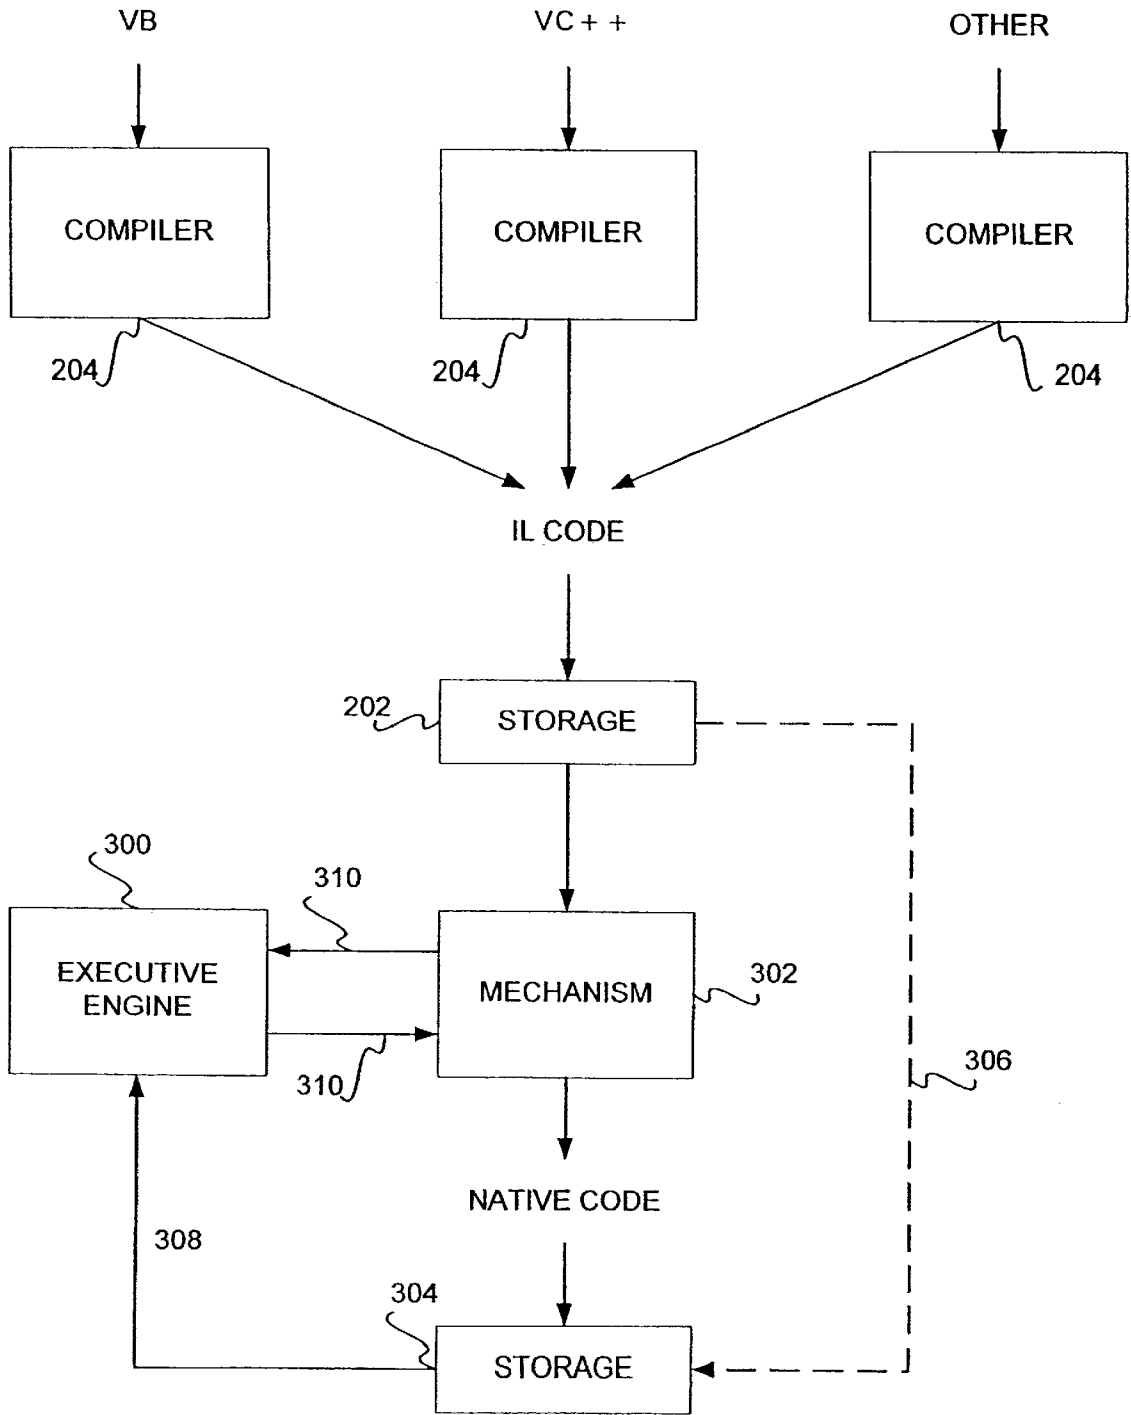 VB
VC++
OTHER
COMPILER
COMPILER
COMPILER
204
204
204
IL CODE
202
STORAGE
300
310
EXECUTIVE
ENGINE
MECHANISM
302
310
306
NATIVE CODE
308
304
STORAGE